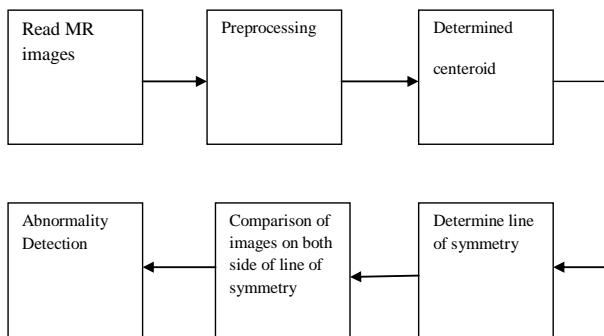 Read MR
images
Preprocessing
Determined
centeroid
Determine line
of symmetry
Comparison of
images on both
side of line of
symmetry
Abnormality
Detection